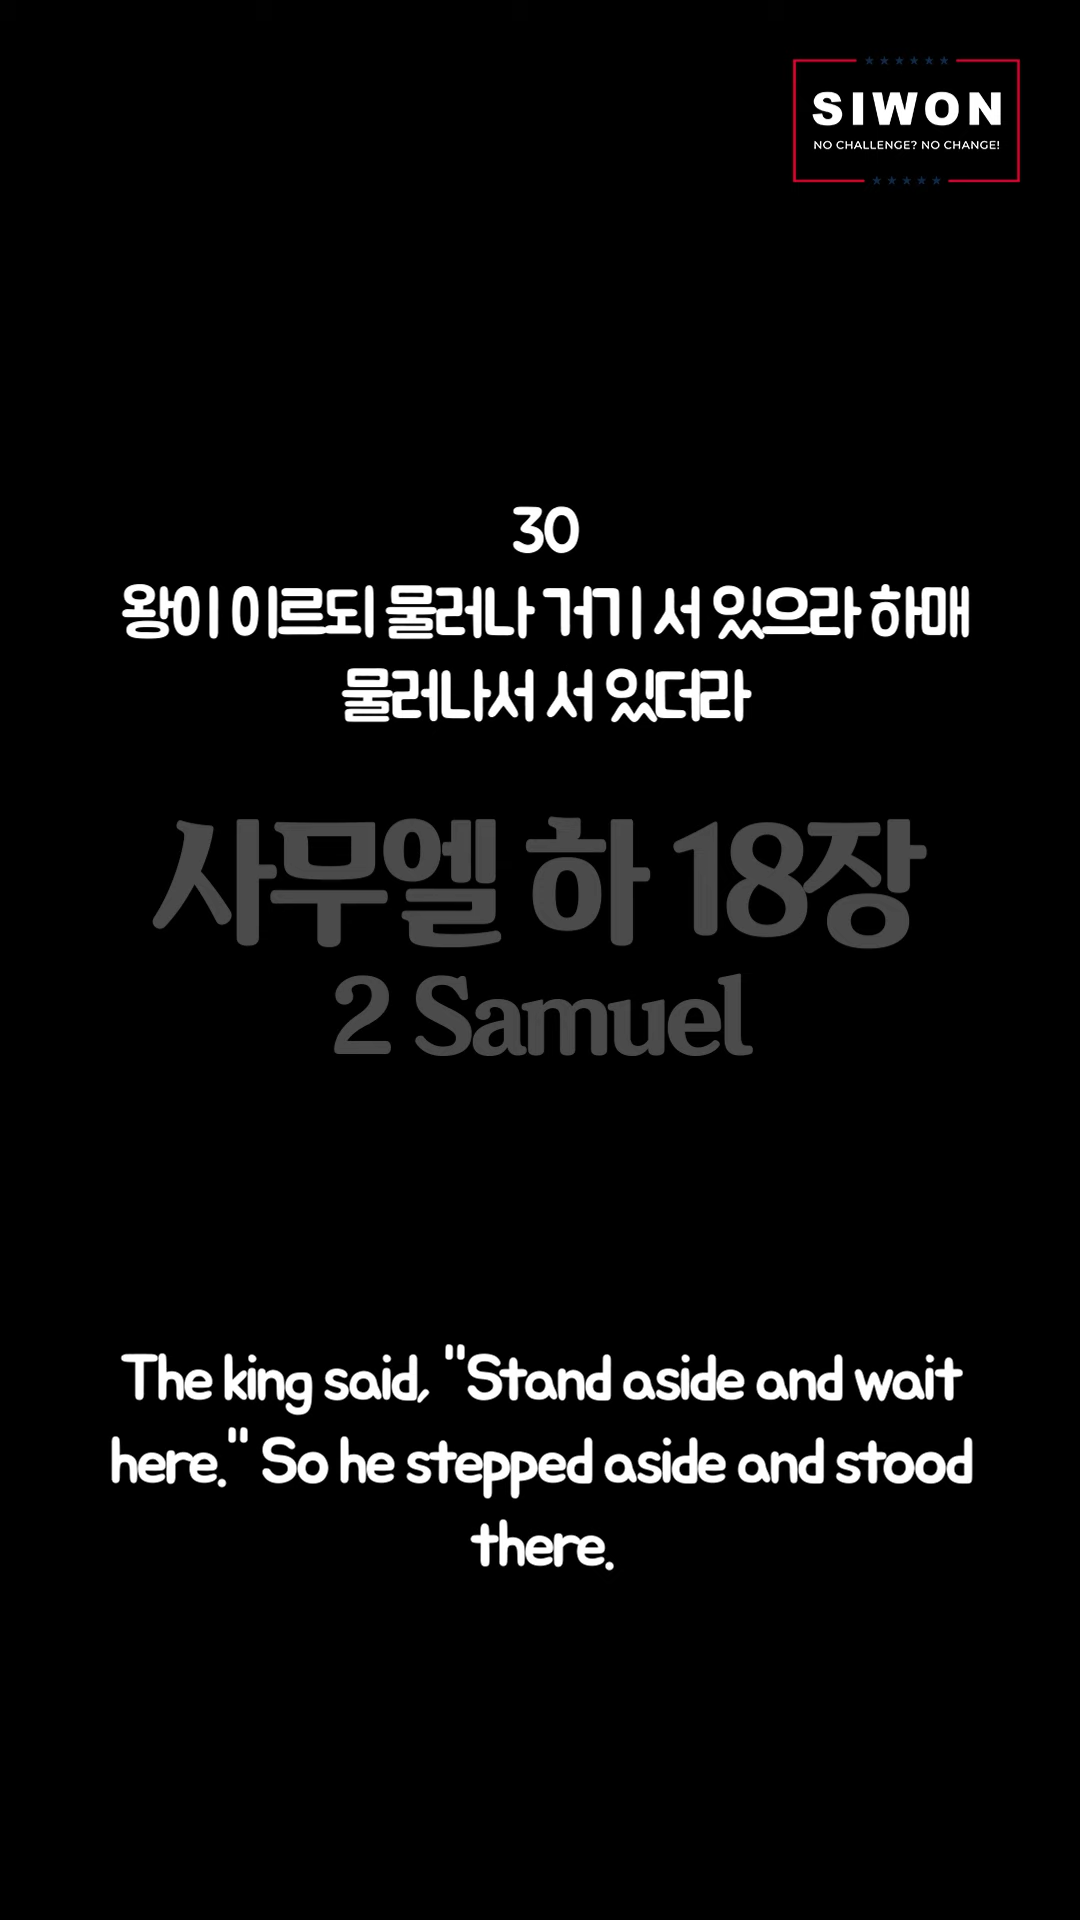 SIWON
NO CHALLENGE? NO CHANGE!
30
왕이 이르되 물러나 거기 서 있으라 하매
물러나서 서 있더라
사무엘 하 18장
2 Samuel
The king said, "Stand aside and wait
here." So he stepped aside and stood
there.